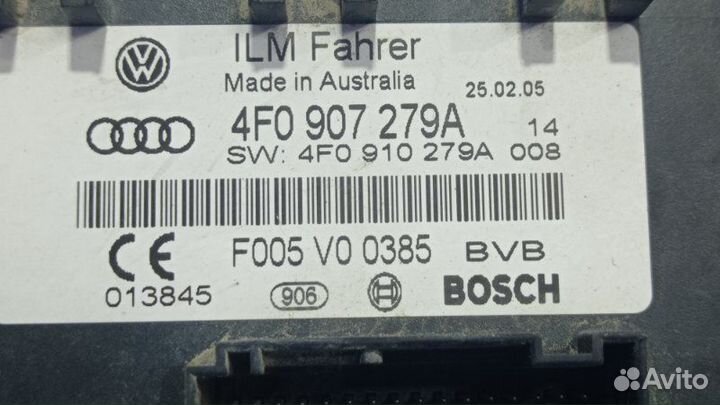 ILM Fahrer
Made in Australia 25.02.05
4F0 907 279A 14
SW: 4F0 910 279A 008
F005 V0 0385 BVB
013845 906 BOSCH
Avito